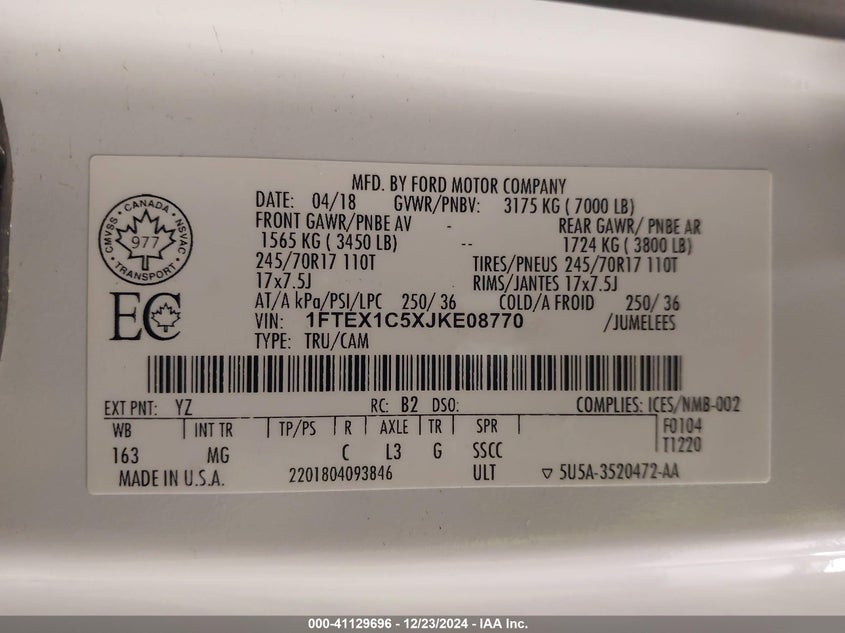 MFD. BY FORD MOTOR COMPANY
DATE: 04/18 GVWR/PNBV: 3175 KG ( 7000 LB)
FRONT GAWR/PNBE AV - REAR GAWR/ PNBE AR
1565 KG ( 3450 LB) -- 1724 KG ( 3800 LB)
245/70R17 110T TIRES/PNEUS 245/70R17 110T
17x7.5J RIMS/JANTES 17x7.5J
AT/A kPa/PSI/LPC 250/ 36 COLD/A FROID 250/ 36
VIN: 1FTEX1C5XJKE08770 /JUMELEES
TYPE: TRU/CAM
CMVSS · CANADA · NSVAC · TRANSPORT
977
EC
EXT PNT: YZ RC: B2 DSO: COMPLIES: ICES/NMB-002
WB INT TR TP/PS R AXLE TR SPR F0104
163 MG C L3 G SSCC T1220
MADE IN U.S.A. 2201804093846 ULT ▽ 5U5A-3520472-AA
000-41129696 - 12/23/2024 - IAA Inc.